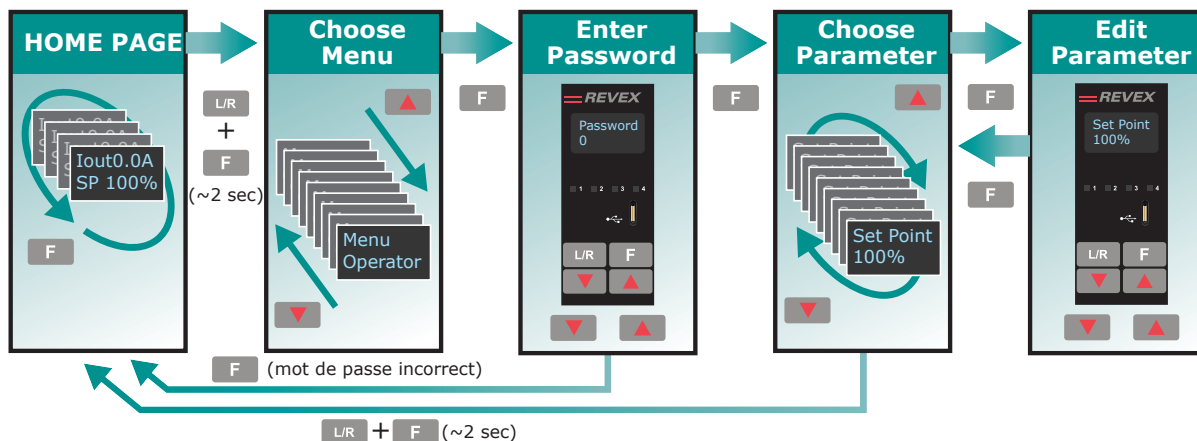 HOME PAGE
Choose
Menu
Enter
Password
Choose
Parameter
Edit
Parameter
L/R
+
F
(~2 sec)
F
F
F
F
Iout0.0A
SP 100%
F
Menu
Operator
REVEX
Password
0
1 2 3 4
L/R F
Set Point
100%
REVEX
Set Point
100%
1 2 3 4
L/R F
F (mot de passe incorrect)
L/R + F (~2 sec)